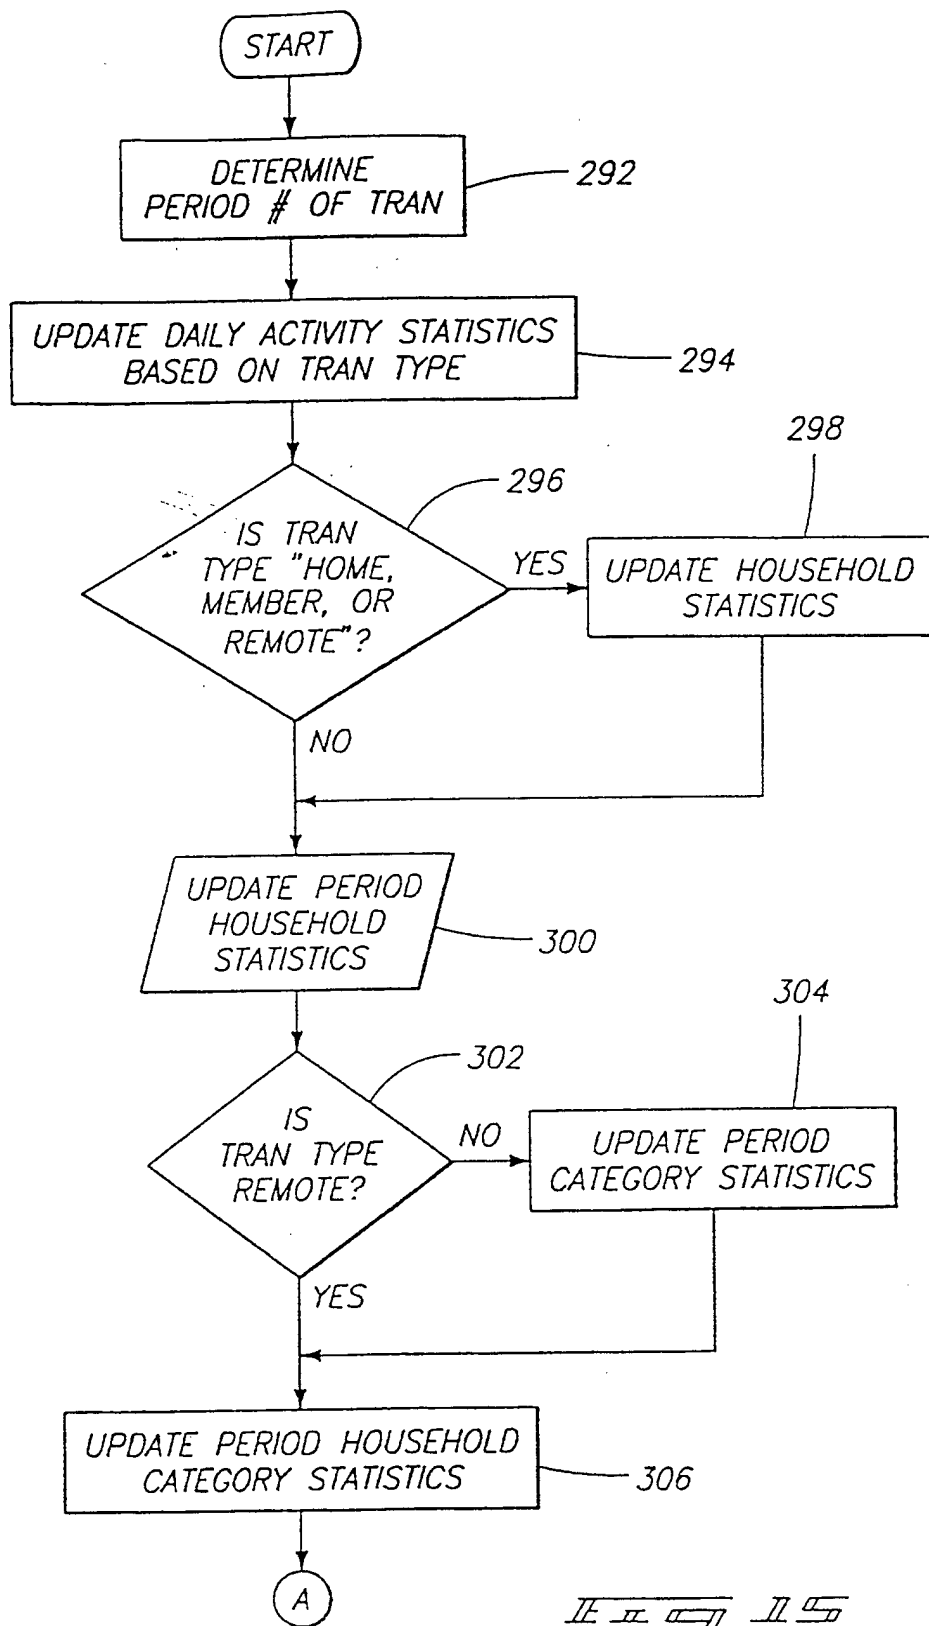 START
DETERMINE
PERIOD # OF TRAN
292
UPDATE DAILY ACTIVITY STATISTICS
BASED ON TRAN TYPE
294
296
298
IS TRAN
TYPE "HOME,
MEMBER, OR
REMOTE"?
YES
UPDATE HOUSEHOLD
STATISTICS
NO
UPDATE PERIOD
HOUSEHOLD
STATISTICS
300
302
304
IS
TRAN TYPE
REMOTE?
NO
UPDATE PERIOD
CATEGORY STATISTICS
YES
UPDATE PERIOD HOUSEHOLD
CATEGORY STATISTICS
306
A
FIG 15